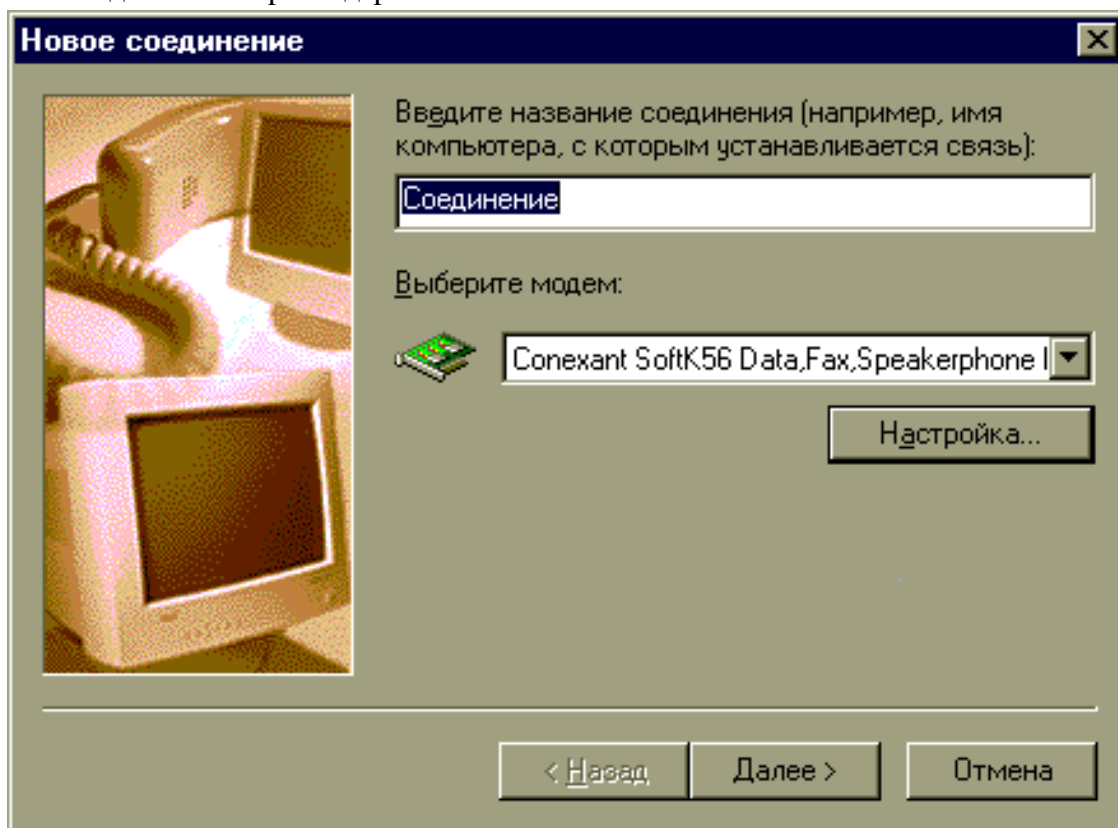 Новое соединение
Введите название соединения (например, имя
компьютера, с которым устанавливается связь):
Соединение
Выберите модем:
Conexant SoftK56 Data,Fax,Speakerphone
Настройка...
< Назад
Далее >
Отмена